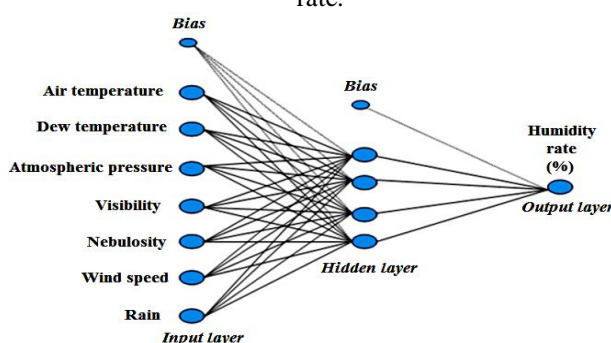 rate.
Bias
Air temperature
Dew temperature
Atmospheric pressure
Visibility
Nebulosity
Wind speed
Rain
Input layer
Bias
Hidden layer
Humidity
rate
(%)
Output layer